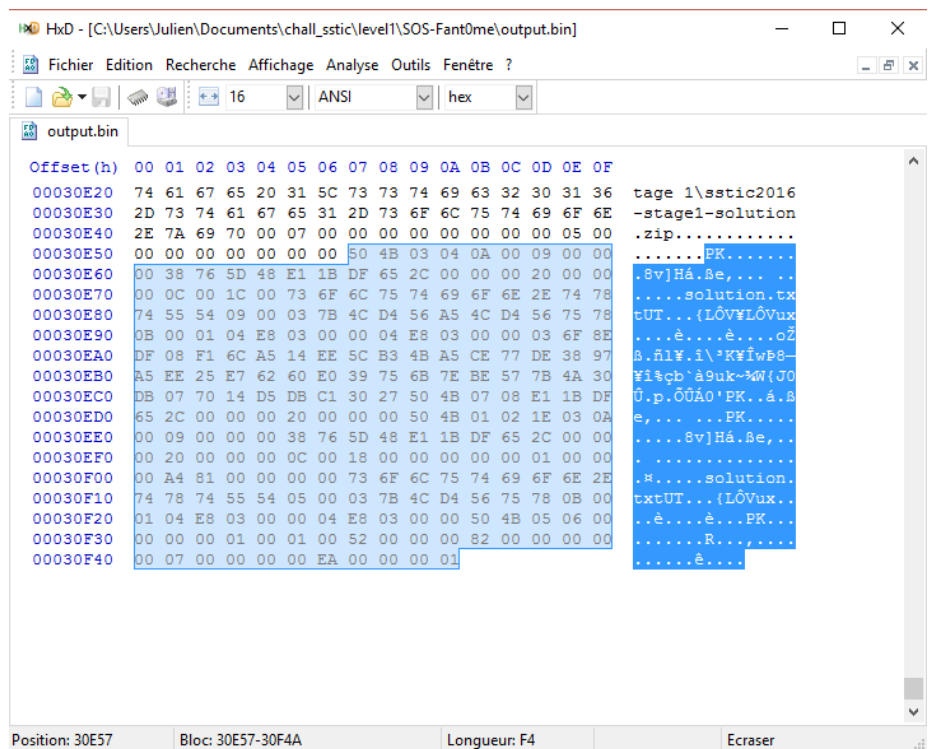 HxD - [C:\Users\Julien\Documents\chall_sstic\level1\SOS-Fant0me\output.bin]
Fichier Edition Recherche Affichage Analyse Outils Fenêtre ?
16 ANSI hex
output.bin
Offset(h) 00 01 02 03 04 05 06 07 08 09 0A 0B 0C 0D 0E 0F
00030E20 74 61 67 65 20 31 5C 73 73 74 69 63 32 30 31 36 tage 1\sstic2016
00030E30 2D 73 74 61 67 65 31 2D 73 6F 6C 75 74 69 6F 6E -stage1-solution
00030E40 2E 7A 69 70 00 07 00 00 00 00 00 00 00 00 05 00 .zip............
00030E50 00 00 00 00 00 00 00 50 4B 03 04 0A 00 09 00 00 .......PK.......
00030E60 00 38 76 5D 48 E1 1B DF 65 2C 00 00 00 20 00 00 .8v]Há.ße,... ..
00030E70 00 0C 00 1C 00 73 6F 6C 75 74 69 6F 6E 2E 74 78 .....solution.tx
00030E80 74 55 54 09 00 03 7B 4C D4 56 A5 4C D4 56 75 78 tUT...{LÔV¥LÔVux
00030E90 0B 00 01 04 E8 03 00 00 04 E8 03 00 00 03 6F 8E ....è....è....oŽ
00030EA0 DF 08 F1 6C A5 14 EE 5C B3 4B A5 CE 77 DE 38 97 ß.ñl¥.î\³K¥ÎwÞ8—
00030EB0 A5 EE 25 E7 62 60 E0 39 75 6B 7E BE 57 7B 4A 30 ¥î%çb`à9uk~¾W{J0
00030EC0 DB 07 70 14 D5 DB C1 30 27 50 4B 07 08 E1 1B DF Û.p.ÕÛÁ0'PK..á.ß
00030ED0 65 2C 00 00 00 20 00 00 00 50 4B 01 02 1E 03 0A e,... ...PK.....
00030EE0 00 09 00 00 00 38 76 5D 48 E1 1B DF 65 2C 00 00 .....8v]Há.ße,..
00030EF0 00 20 00 00 00 0C 00 18 00 00 00 00 00 01 00 00 . ..............
00030F00 00 A4 81 00 00 00 00 73 6F 6C 75 74 69 6F 6E 2E .¤.....solution.
00030F10 74 78 74 55 54 05 00 03 7B 4C D4 56 75 78 0B 00 txtUT...{LÔVux..
00030F20 01 04 E8 03 00 00 04 E8 03 00 00 50 4B 05 06 00 ..è....è...PK...
00030F30 00 00 00 01 00 01 00 52 00 00 00 82 00 00 00 00 .......R...‚....
00030F40 00 07 00 00 00 00 EA 00 00 00 01 ......ê....
Position: 30E57 Bloc: 30E57-30F4A Longueur: F4 Ecraser